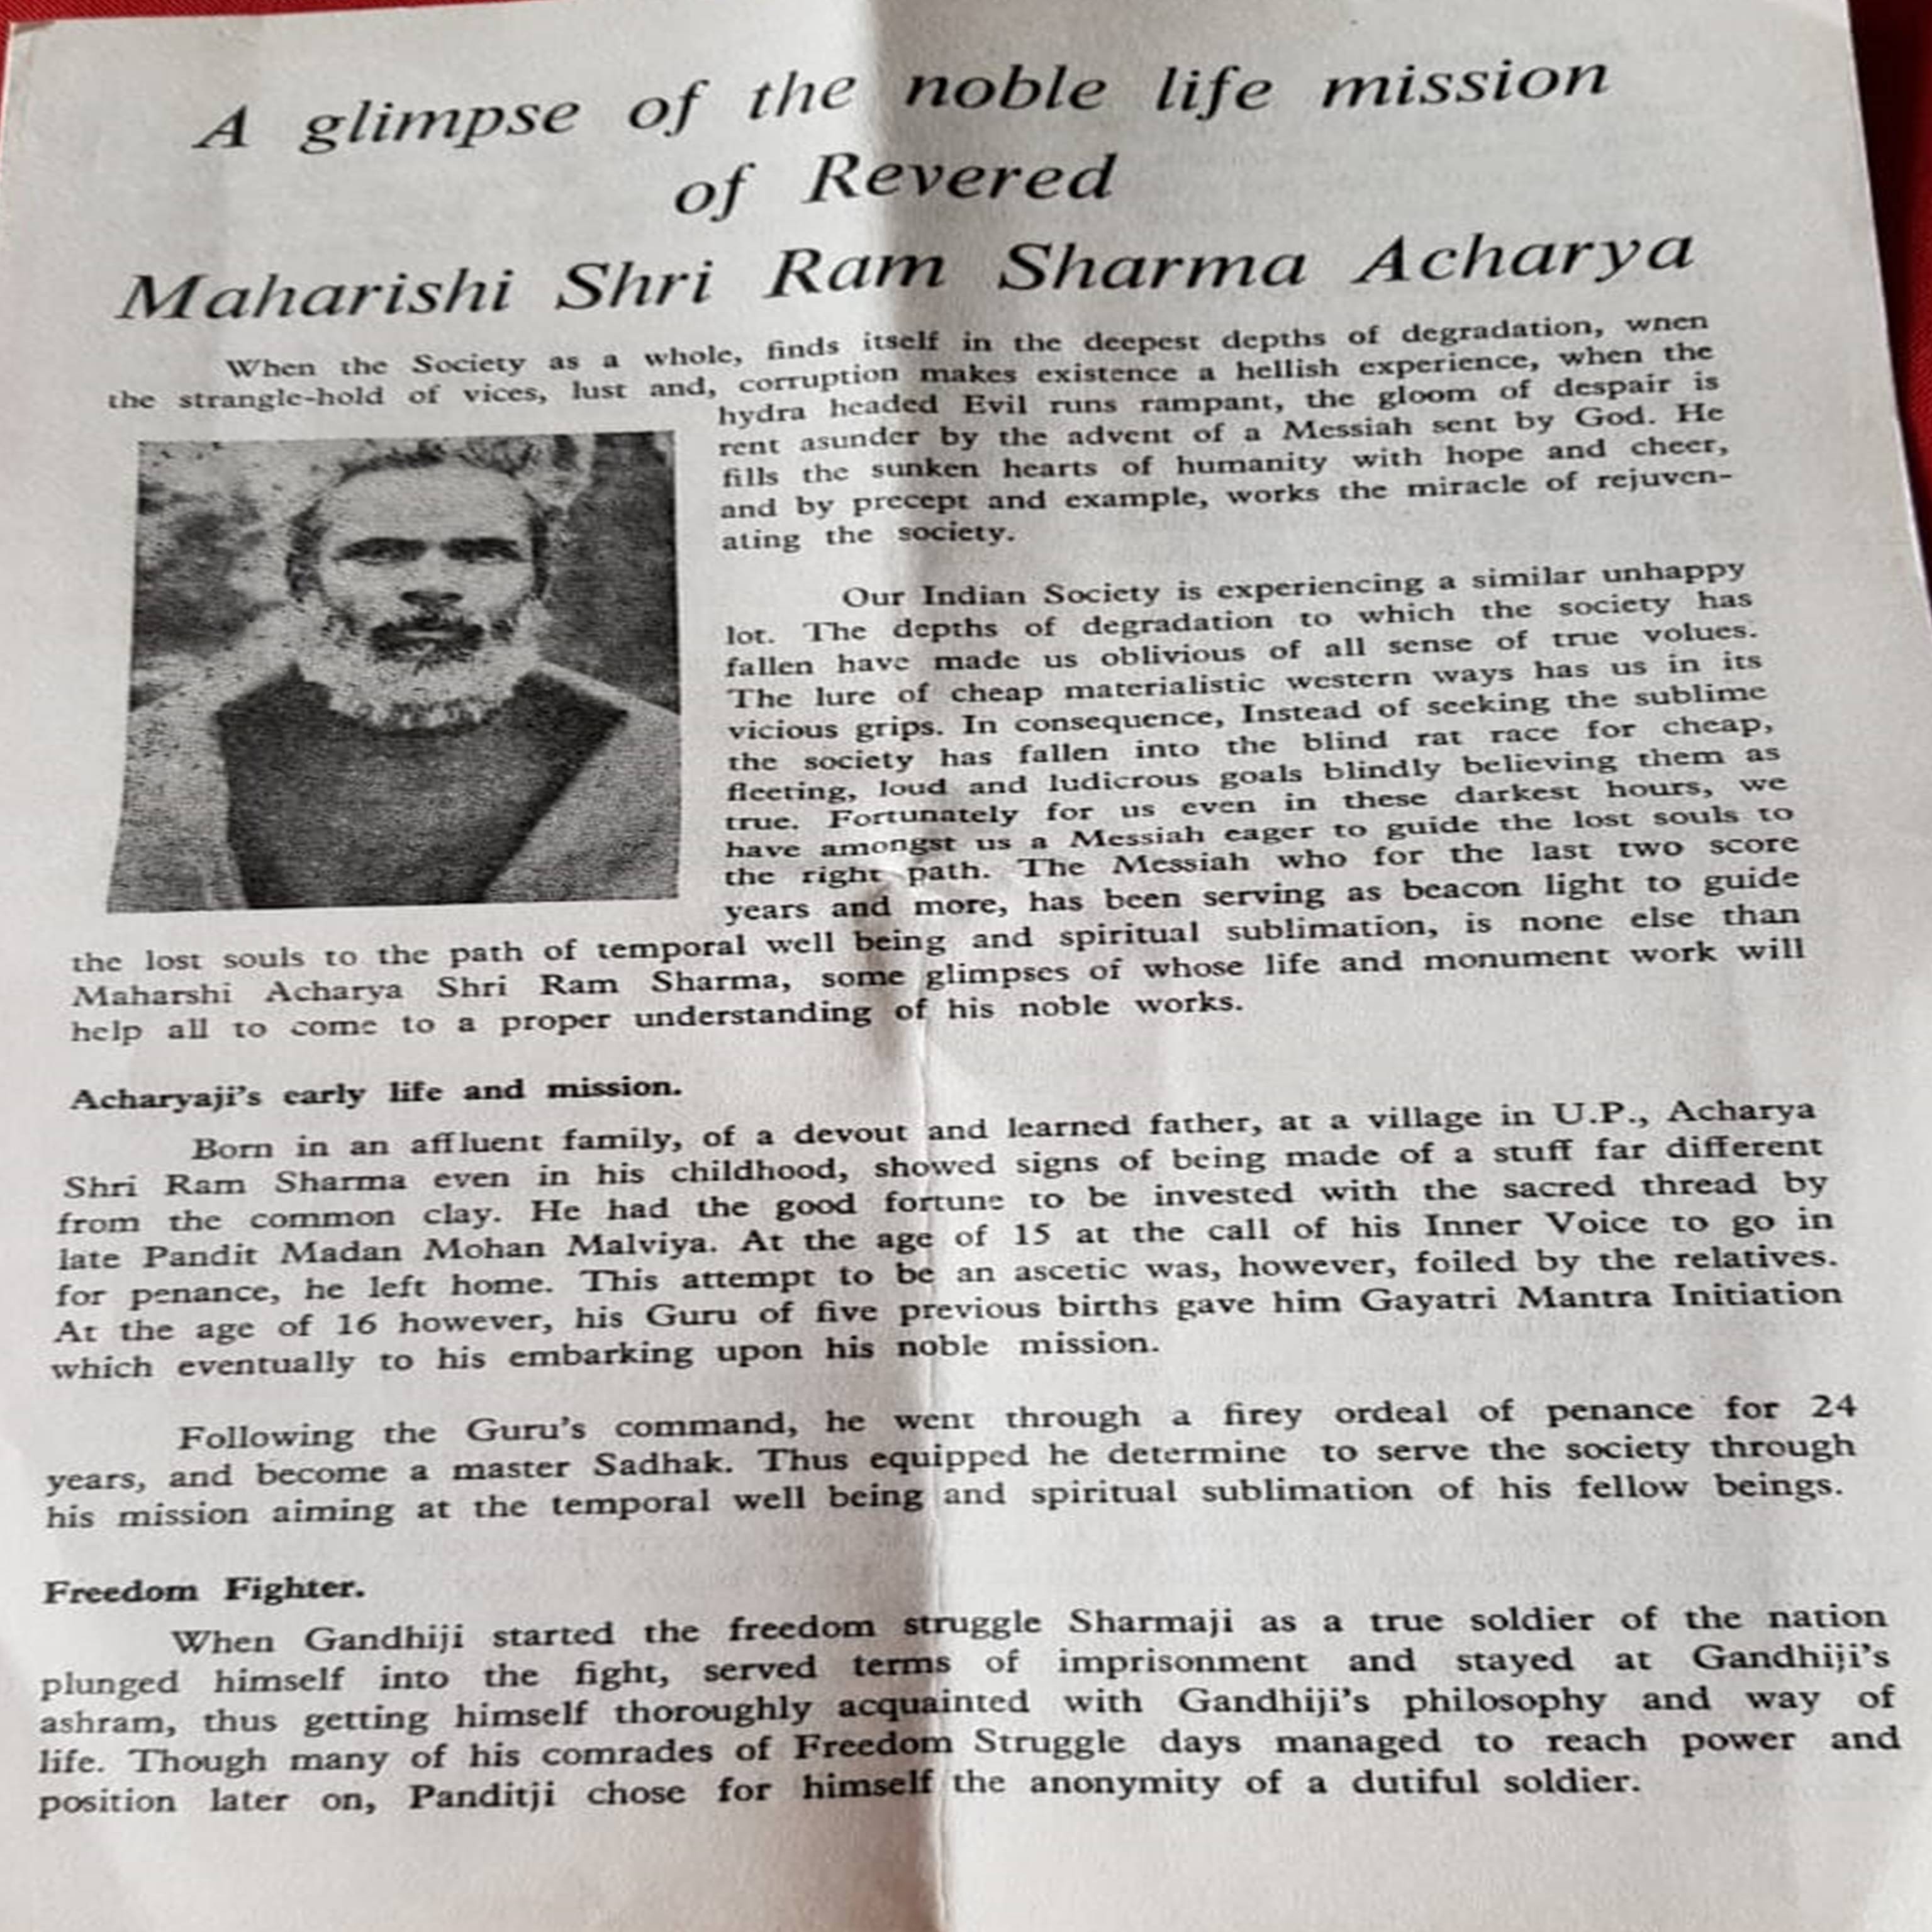 A glimpse of the noble life mission
of Revered
Maharishi Shri Ram Sharma Acharya
When the Society as a whole, finds itself in the deepest depths of degradation, wnen
the strangle-hold of vices, lust and, corruption makes existence a hellish experience, when the
hydra headed Evil runs rampant, the gloom of despair is
rent asunder by the advent of a Messiah sent by God. He
fills the sunken hearts of humanity with hope and cheer,
and by precept and example, works the miracle of rejuven-
ating the society.
Our Indian Society is experiencing a similar unhappy
lot. The depths of degradation to which the society has
fallen have made us oblivious of all sense of true volues.
The lure of cheap materialistic western ways has us in its
vicious grips. In consequence, Instead of seeking the sublime
the society has fallen into the blind rat race for cheap,
fleeting, loud and ludicrous goals blindly believing them as
true. Fortunately for us even in these darkest hours, we
have amongst us a Messiah eager to guide the lost souls to
the right path. The Messiah who for the last two score
years and more, has been serving as beacon light to guide
the lost souls to the path of temporal well being and spiritual sublimation, is none else than
Maharshi Acharya Shri Ram Sharma, some glimpses of whose life and monument work will
help all to come to a proper understanding of his noble works.
Acharyaji's early life and mission.
Born in an affluent family, of a devout and learned father, at a village in U.P., Acharya
Shri Ram Sharma even in his childhood, showed signs of being made of a stuff far different
from the common clay. He had the good fortune to be invested with the sacred thread by
late Pandit Madan Mohan Malviya. At the age of 15 at the call of his Inner Voice to go in
for penance, he left home. This attempt to be an ascetic was, however, foiled by the relatives.
At the age of 16 however, his Guru of five previous births gave him Gayatri Mantra Initiation
which eventually to his embarking upon his noble mission.
Following the Guru's command, he went through a firey ordeal of penance for 24
years, and become a master Sadhak. Thus equipped he determine to serve the society through
his mission aiming at the temporal well being and spiritual sublimation of his fellow beings.
Freedom Fighter.
When Gandhiji started the freedom struggle Sharmaji as a true soldier of the nation
plunged himself into the fight, served terms of imprisonment and stayed at Gandhiji's
ashram, thus getting himself thoroughly acquainted with Gandhiji's philosophy and way of
life. Though many of his comrades of Freedom Struggle days managed to reach power and
position later on, Panditji chose for himself the anonymity of a dutiful soldier.